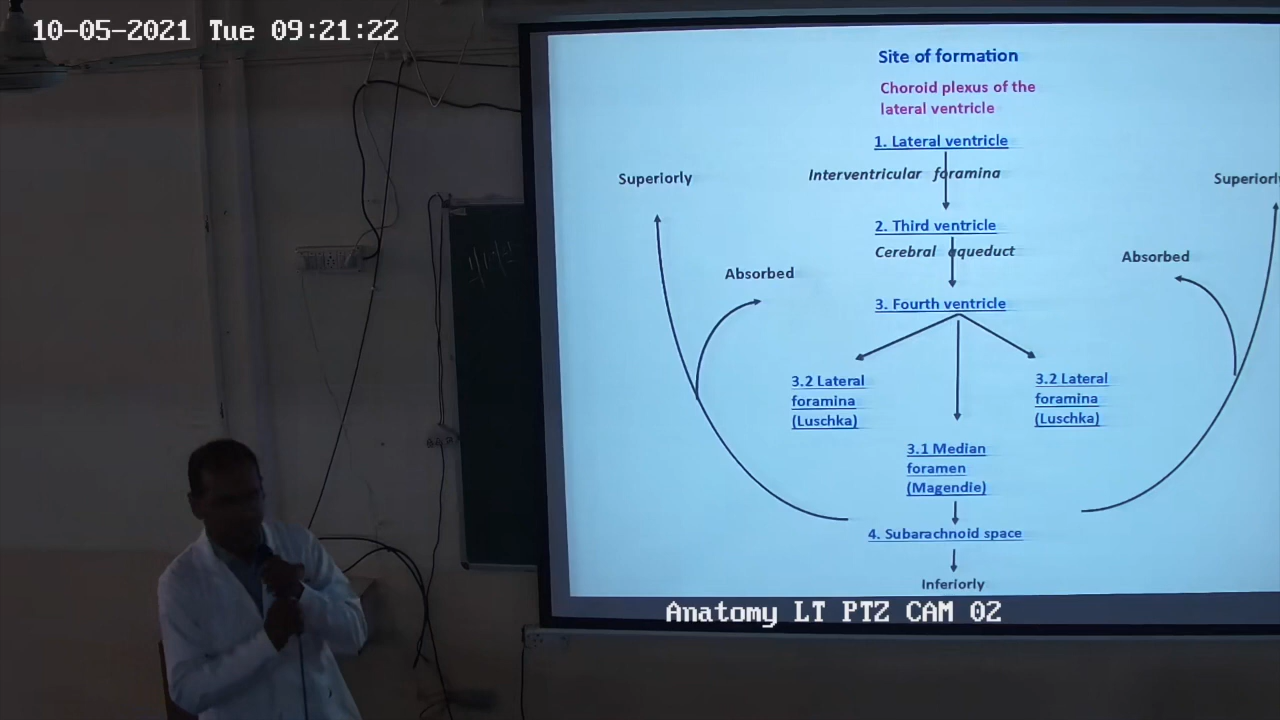 10-05-2021 Tue 09:21:22
Site of formation
Choroid plexus of the
lateral ventricle
1. Lateral ventricle
Interventricular foramina
Superiorly
Superiorl
2. Third ventricle
Cerebral aqueduct
Absorbed
Absorbed
3. Fourth ventricle
3.2 Lateral
foramina
(Luschka)
3.2 Lateral
foramina
(Luschka)
3.1 Median
foramen
(Magendie)
4. Subarachnoid space
Inferiorly
Anatomy LT PTZ CAM 02